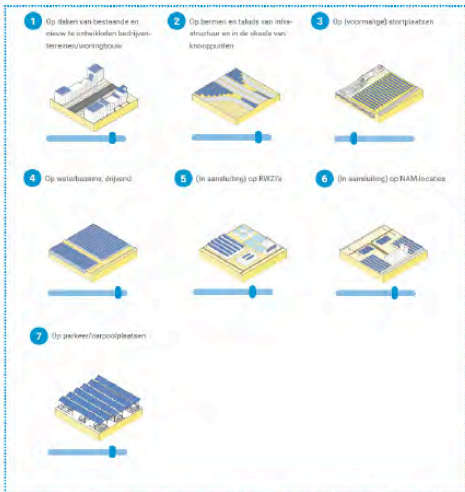 1 Op daken van bestaande en
nieuw te ontwikkelen bedrijven-
terreinen/woningbouw
2 Op bermen en taluds van infra-
structuur en in de oksels van
knooppunten
3 Op (voormalige) stortplaatsen
4 Op waterbassins, drijvend
5 (In aansluiting) op RWZI's
6 (In aansluiting) op NAM-locaties
7 Op parkeer/carpoolplaatsen